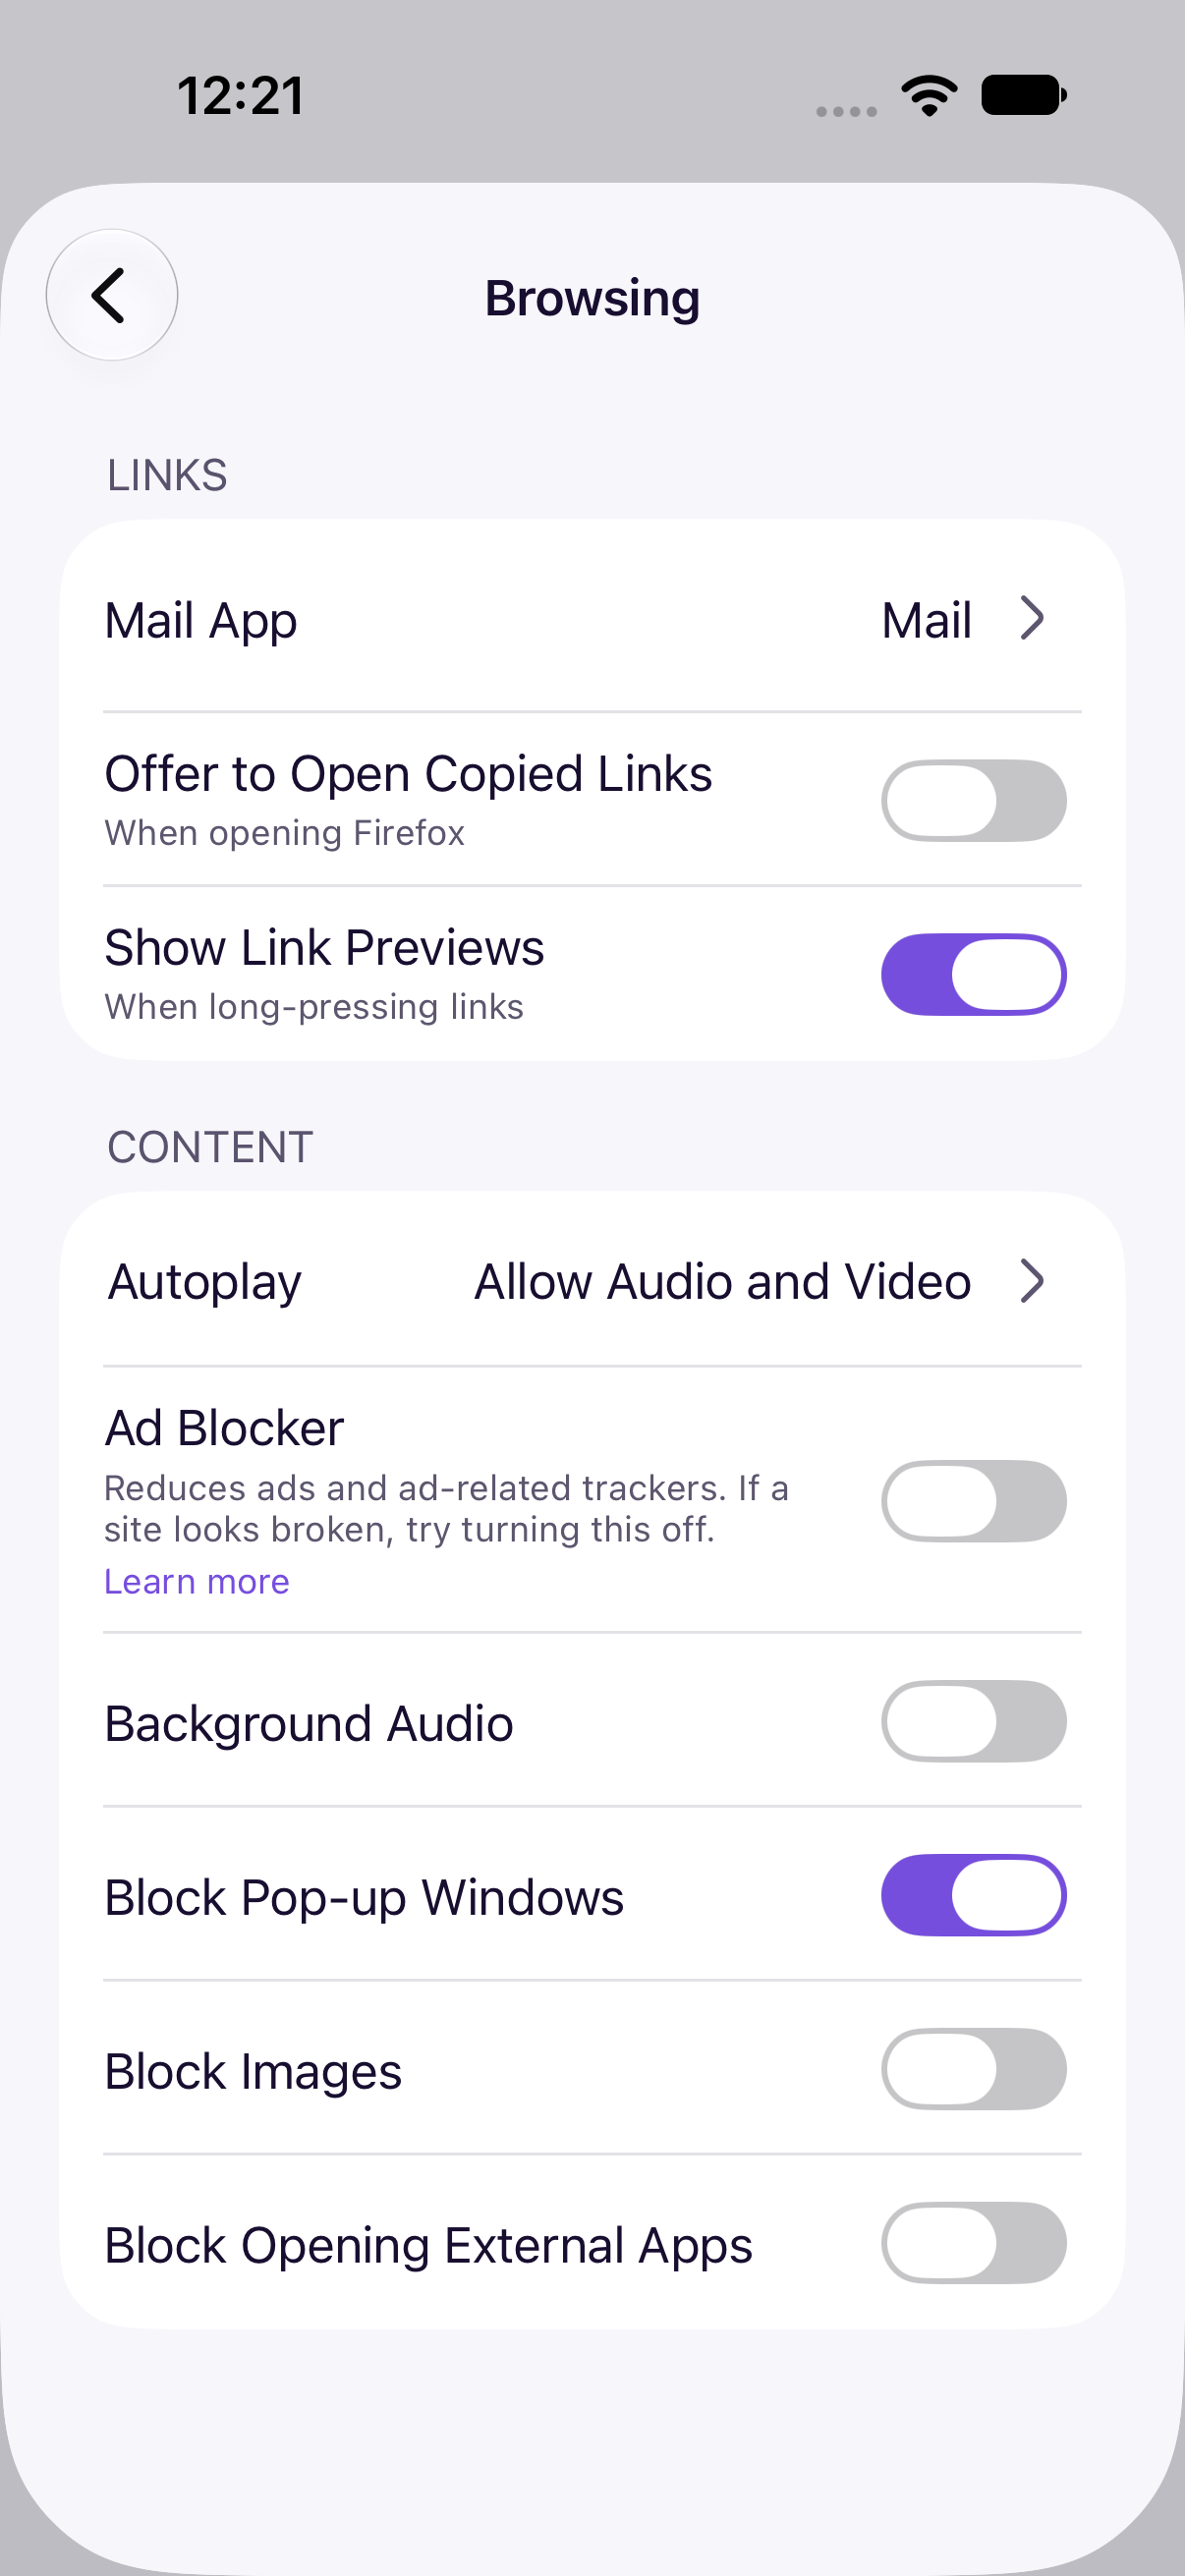 12:21
Browsing
LINKS
Mail App
Mail
Offer to Open Copied Links
When opening Firefox
Show Link Previews
When long-pressing links
CONTENT
Autoplay
Allow Audio and Video
Ad Blocker
Reduces ads and ad-related trackers. If a
site looks broken, try turning this off.
Learn more
Background Audio
Block Pop-up Windows
Block Images
Block Opening External Apps